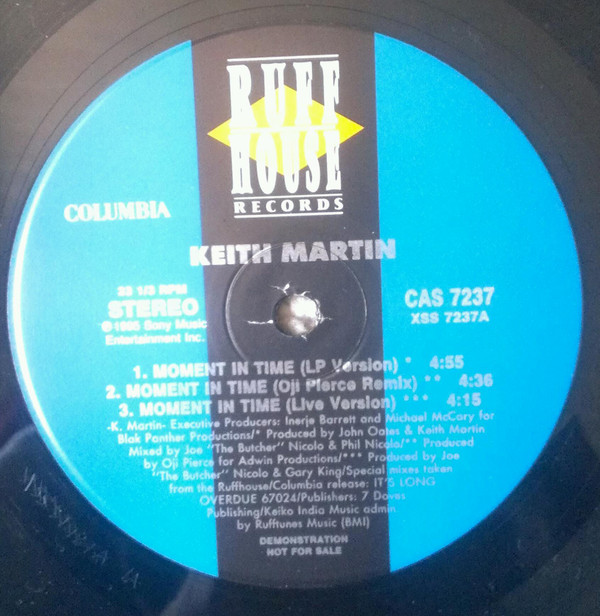 RUFF
HOUSE
RECORDS
COLUMBIA
KEITH MARTIN
33 1/3 RPM
STEREO
℗1995 Sony Music
Entertainment Inc.
CAS 7237
XSS 7237A
1. MOMENT IN TIME (LP Version) * 4:55
2. MOMENT IN TIME (Oji Pierce Remix) ** 4:36
3. MOMENT IN TIME (Live Version) *** 4:15
-K. Martin- Executive Producers: Inerje Barrett and Michael McCary for
Blak Panther Productions/* Produced by John Oates & Keith Martin
Mixed by Joe "The Butcher" Nicolo & Phil Nicolo/** Produced
by Oji Pierce for Adwin Productions/*** Produced by Joe
"The Butcher" Nicolo & Gary King/Special mixes taken
from the Ruffhouse/Columbia release: IT'S LONG
OVERDUE 67024/Publishers: 7 Doves
Publishing/Keiko India Music admin
by Rufftunes Music (BMI)
DEMONSTRATION
NOT FOR SALE